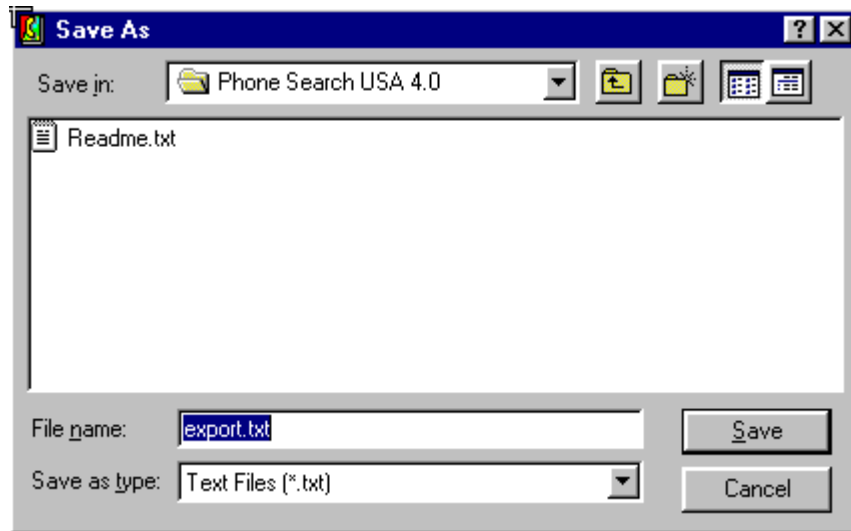 Save As
Save in: Phone Search USA 4.0
Readme.txt
File name: export.txt Save
Save as type: Text Files (*.txt) Cancel